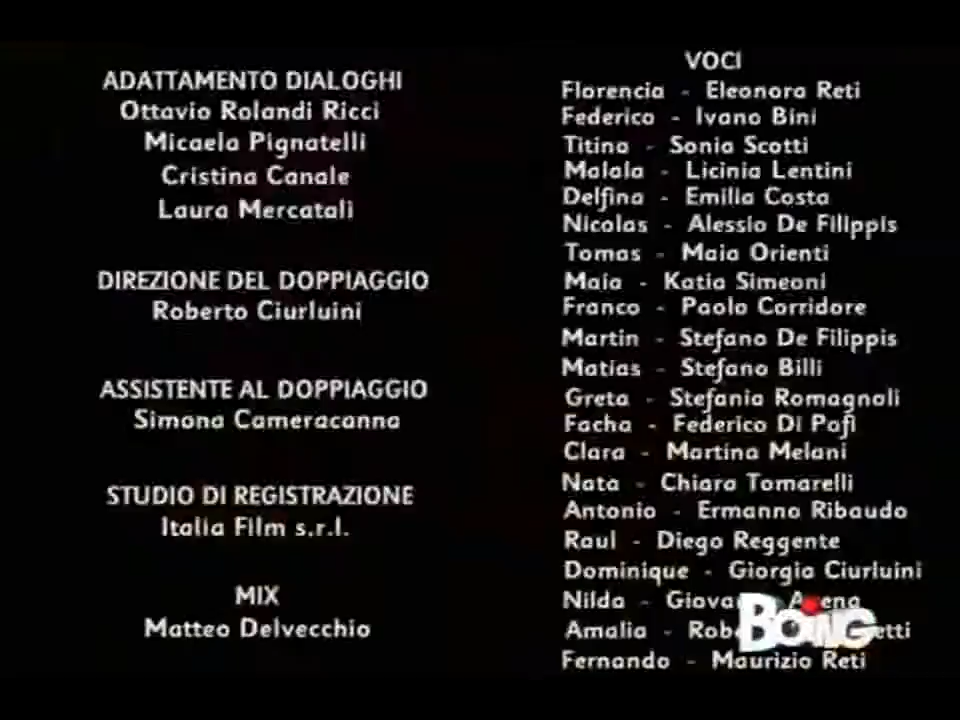 ADATTAMENTO DIALOGHI
Ottavio Rolandi Ricci
Micaela Pignatelli
Cristina Canale
Laura Mercatali
DIREZIONE DEL DOPPIAGGIO
Roberto Ciurluini
ASSISTENTE AL DOPPIAGGIO
Simona Cameracanna
STUDIO DI REGISTRAZIONE
Italia Film s.r.l.
MIX
Matteo Delvecchio
VOCI
Florencia - Eleonora Reti
Federico - Ivano Bini
Titina - Sonia Scotti
Malala - Licinia Lentini
Delfina - Emilia Costa
Nicolas - Alessio De Filippis
Tomas - Maia Orienti
Maia - Katia Simeoni
Franco - Paolo Corridore
Martin - Stefano De Filippis
Matias - Stefano Billi
Greta - Stefania Romagnoli
Facha - Federico Di Pofi
Clara - Martina Melani
Nata - Chiara Tomarelli
Antonio - Ermanno Ribaudo
Raul - Diego Reggente
Dominique - Giorgia Ciurluini
Nilda -
Amalia -
Fernando - Maurizio Reti
BOING